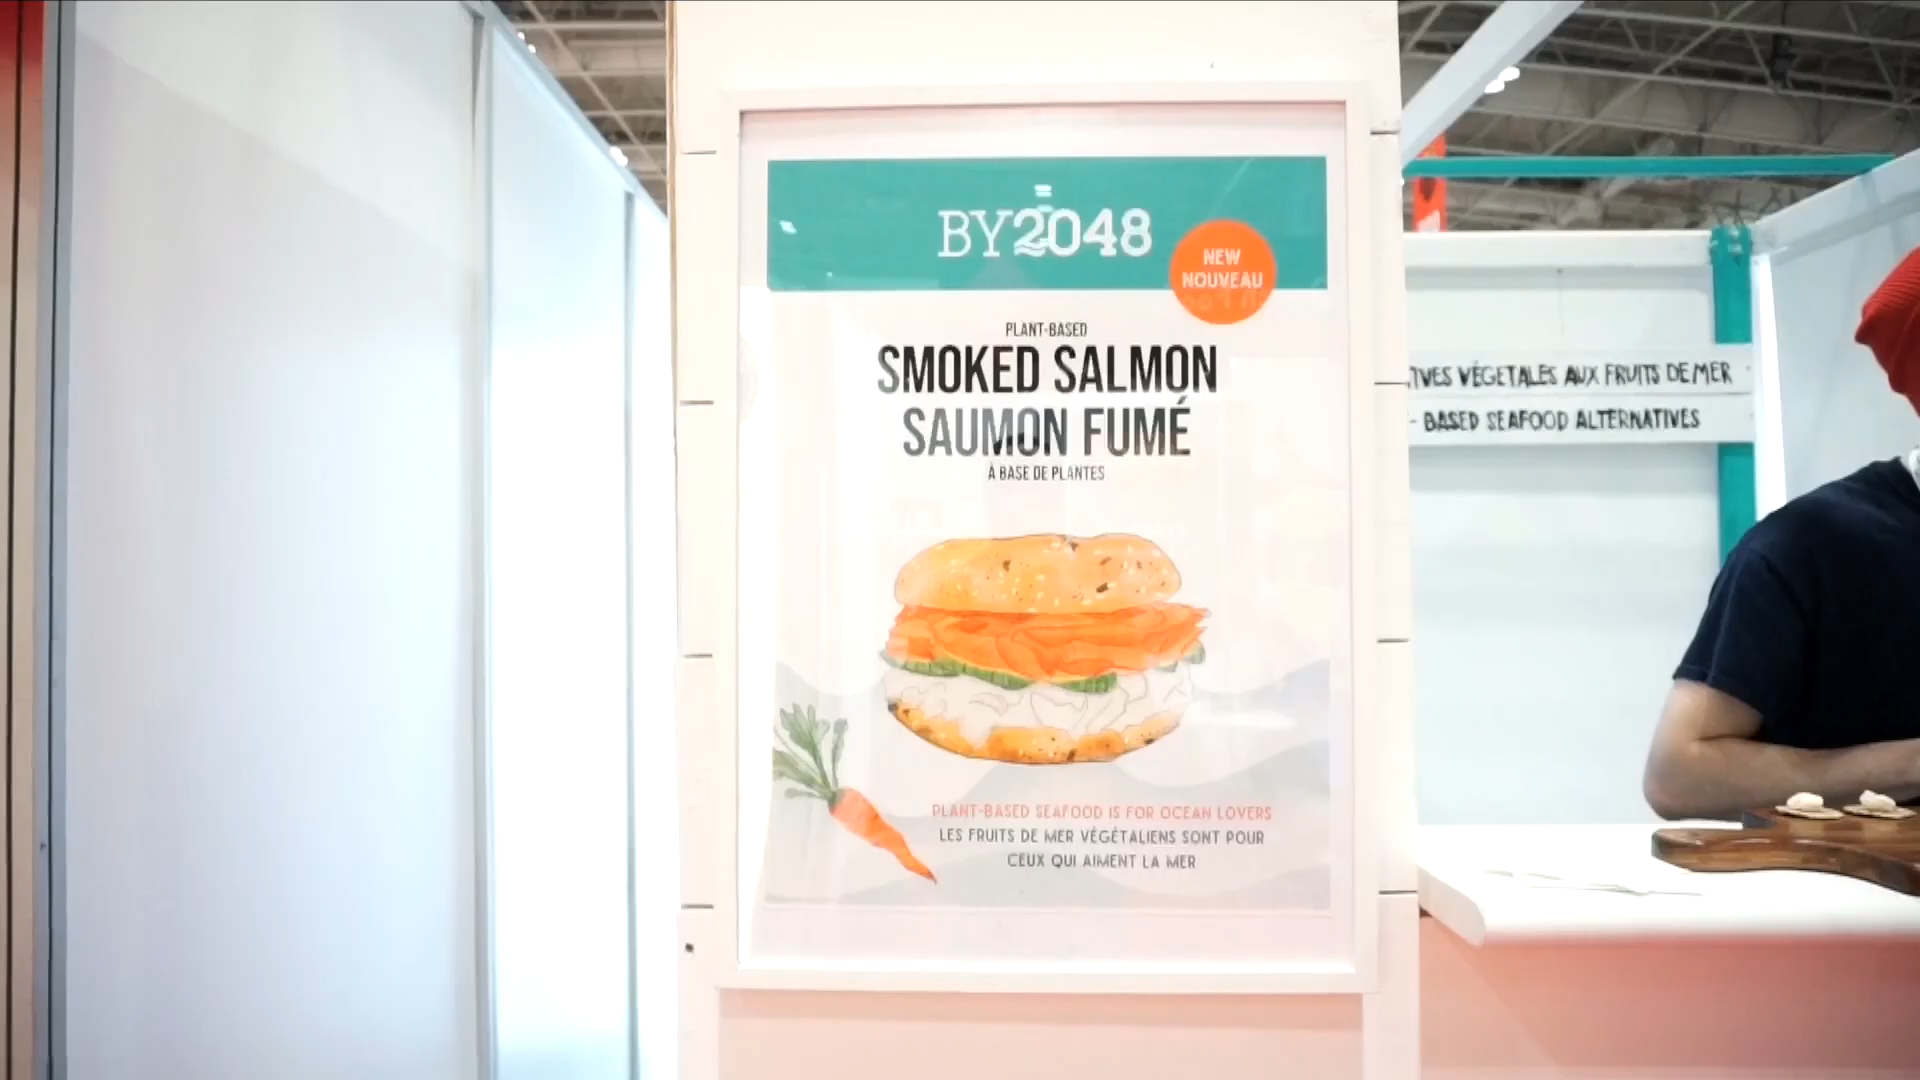 BY2048
NEW
NOUVEAU
PLANT-BASED
SMOKED SALMON
SAUMON FUMÉ
À BASE DE PLANTES
PLANT-BASED SEAFOOD IS FOR OCEAN LOVERS
LES FRUITS DE MER VÉGÉTALIENS SONT POUR
CEUX QUI AIMENT LA MER
VÉGÉTALES AUX FRUITS DE MER
- BASED SEAFOOD ALTERNATIVES